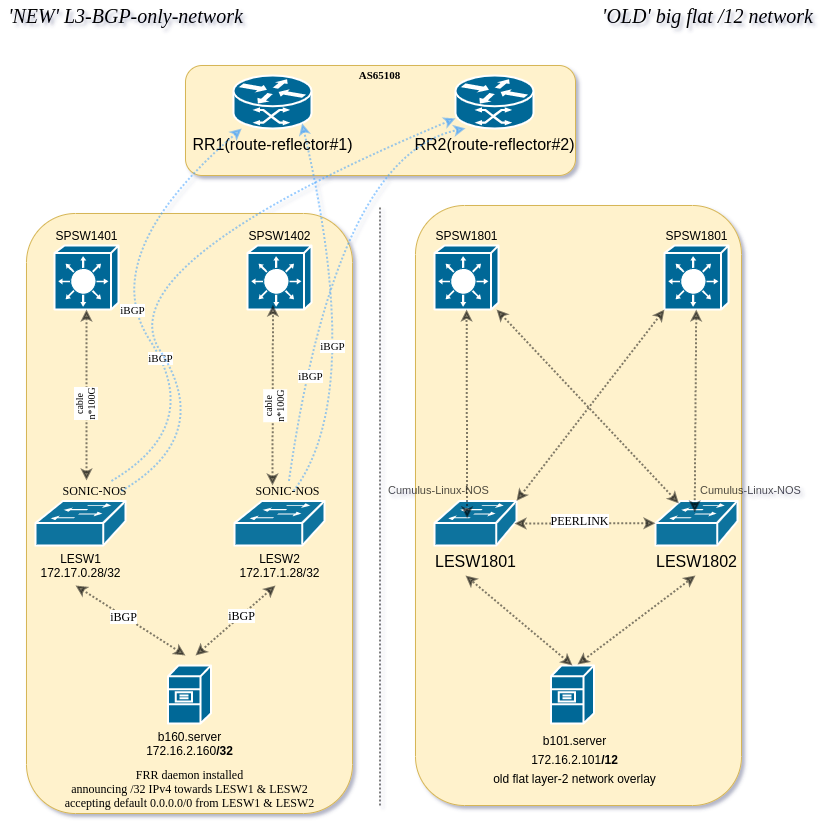 'NEW' L3-BGP-only-network
'OLD' big flat /12 network
AS65108
RR1(route-reflector#1)
RR2(route-reflector#2)
SPSW1401
SPSW1402
SPSW1801
SPSW1801
iBGP
iBGP
iBGP
iBGP
cable
n*100G
cable
n*100G
SONIC-NOS
SONIC-NOS
Cumulus-Linux-NOS
Cumulus-Linux-NOS
PEERLINK
LESW1
172.17.0.28/32
LESW2
172.17.1.28/32
LESW1801
LESW1802
iBGP
iBGP
b160.server
172.16.2.160/32
FRR daemon installed
announcing /32 IPv4 towards LESW1 & LESW2
accepting default 0.0.0.0/0 from LESW1 & LESW2
b101.server
172.16.2.101/12
old flat layer-2 network overlay